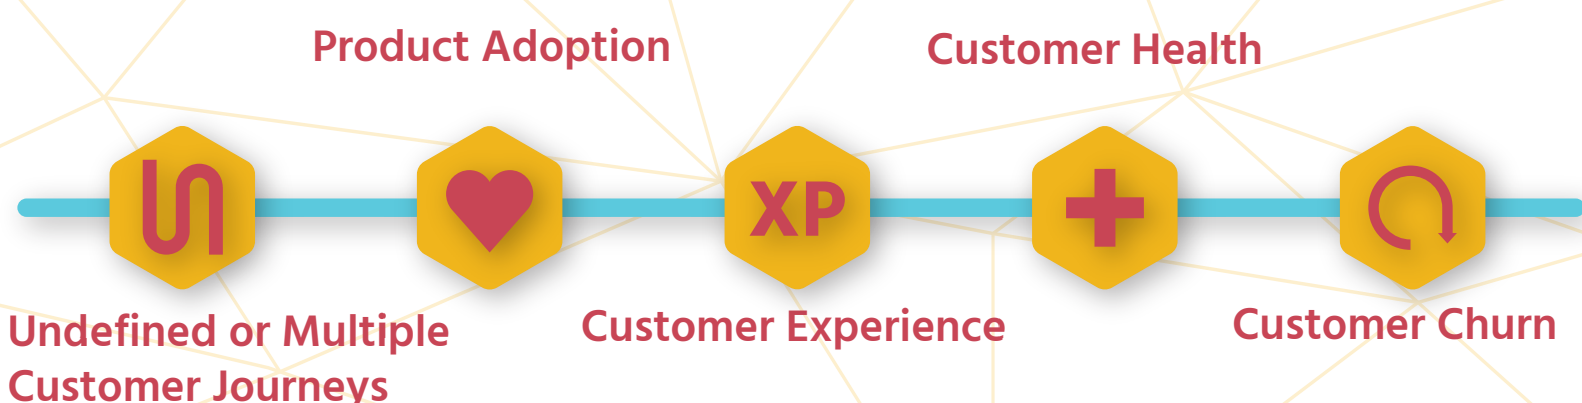 Product Adoption
Customer Health
XP
Undefined or Multiple
Customer Journeys
Customer Experience
Customer Churn